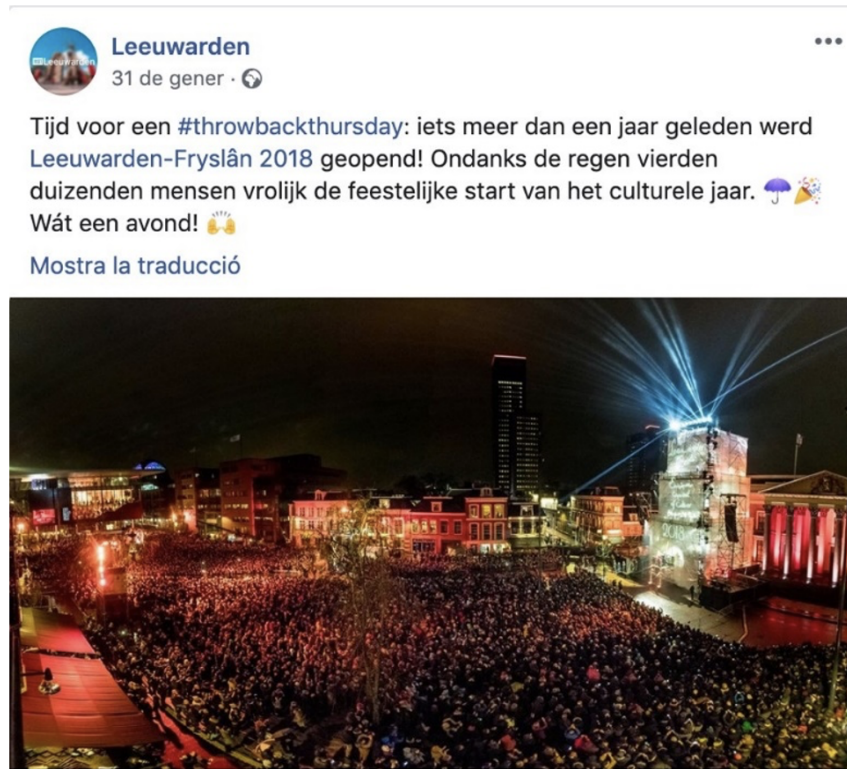 Leeuwarden
31 de gener ·
Tijd voor een #throwbackthursday: iets meer dan een jaar geleden werd
Leeuwarden-Fryslân 2018 geopend! Ondanks de regen vierden
duizenden mensen vrolijk de feestelijke start van het culturele jaar. ☂️🎉
Wát een avond! 🙌
Mostra la traducció
2018